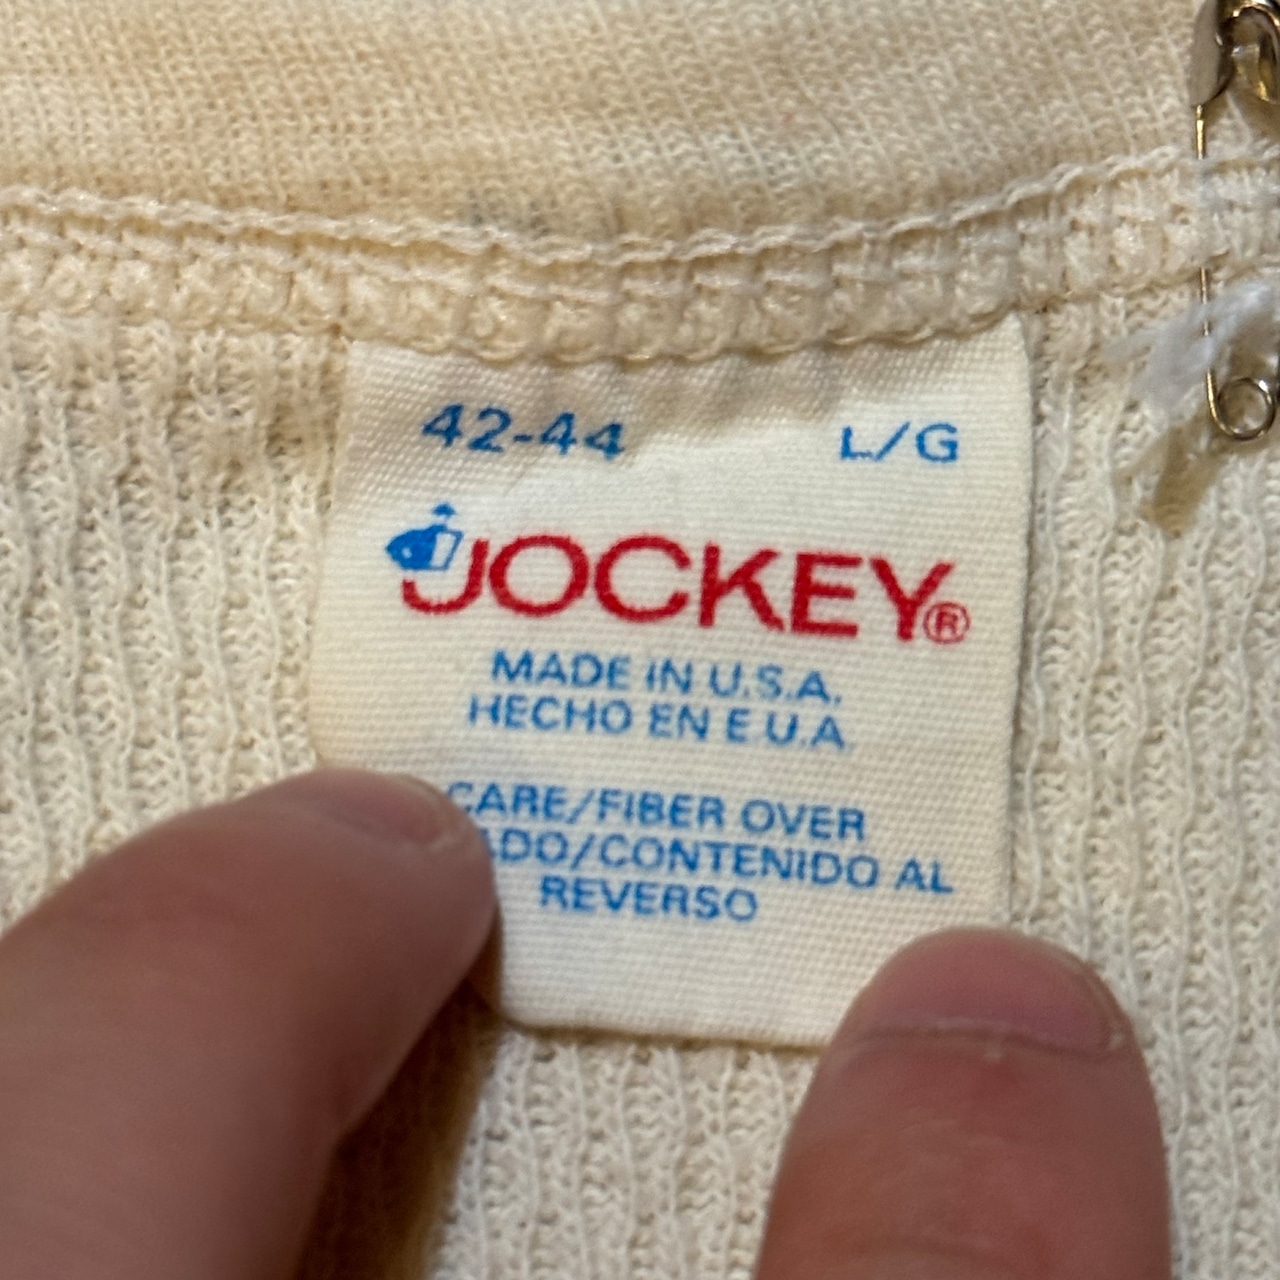 42-44 L/G
JOCKEY®
MADE IN U.S.A.
HECHO EN E.U.A.
CARE/FIBER OVER
CONTENIDO AL
REVERSO